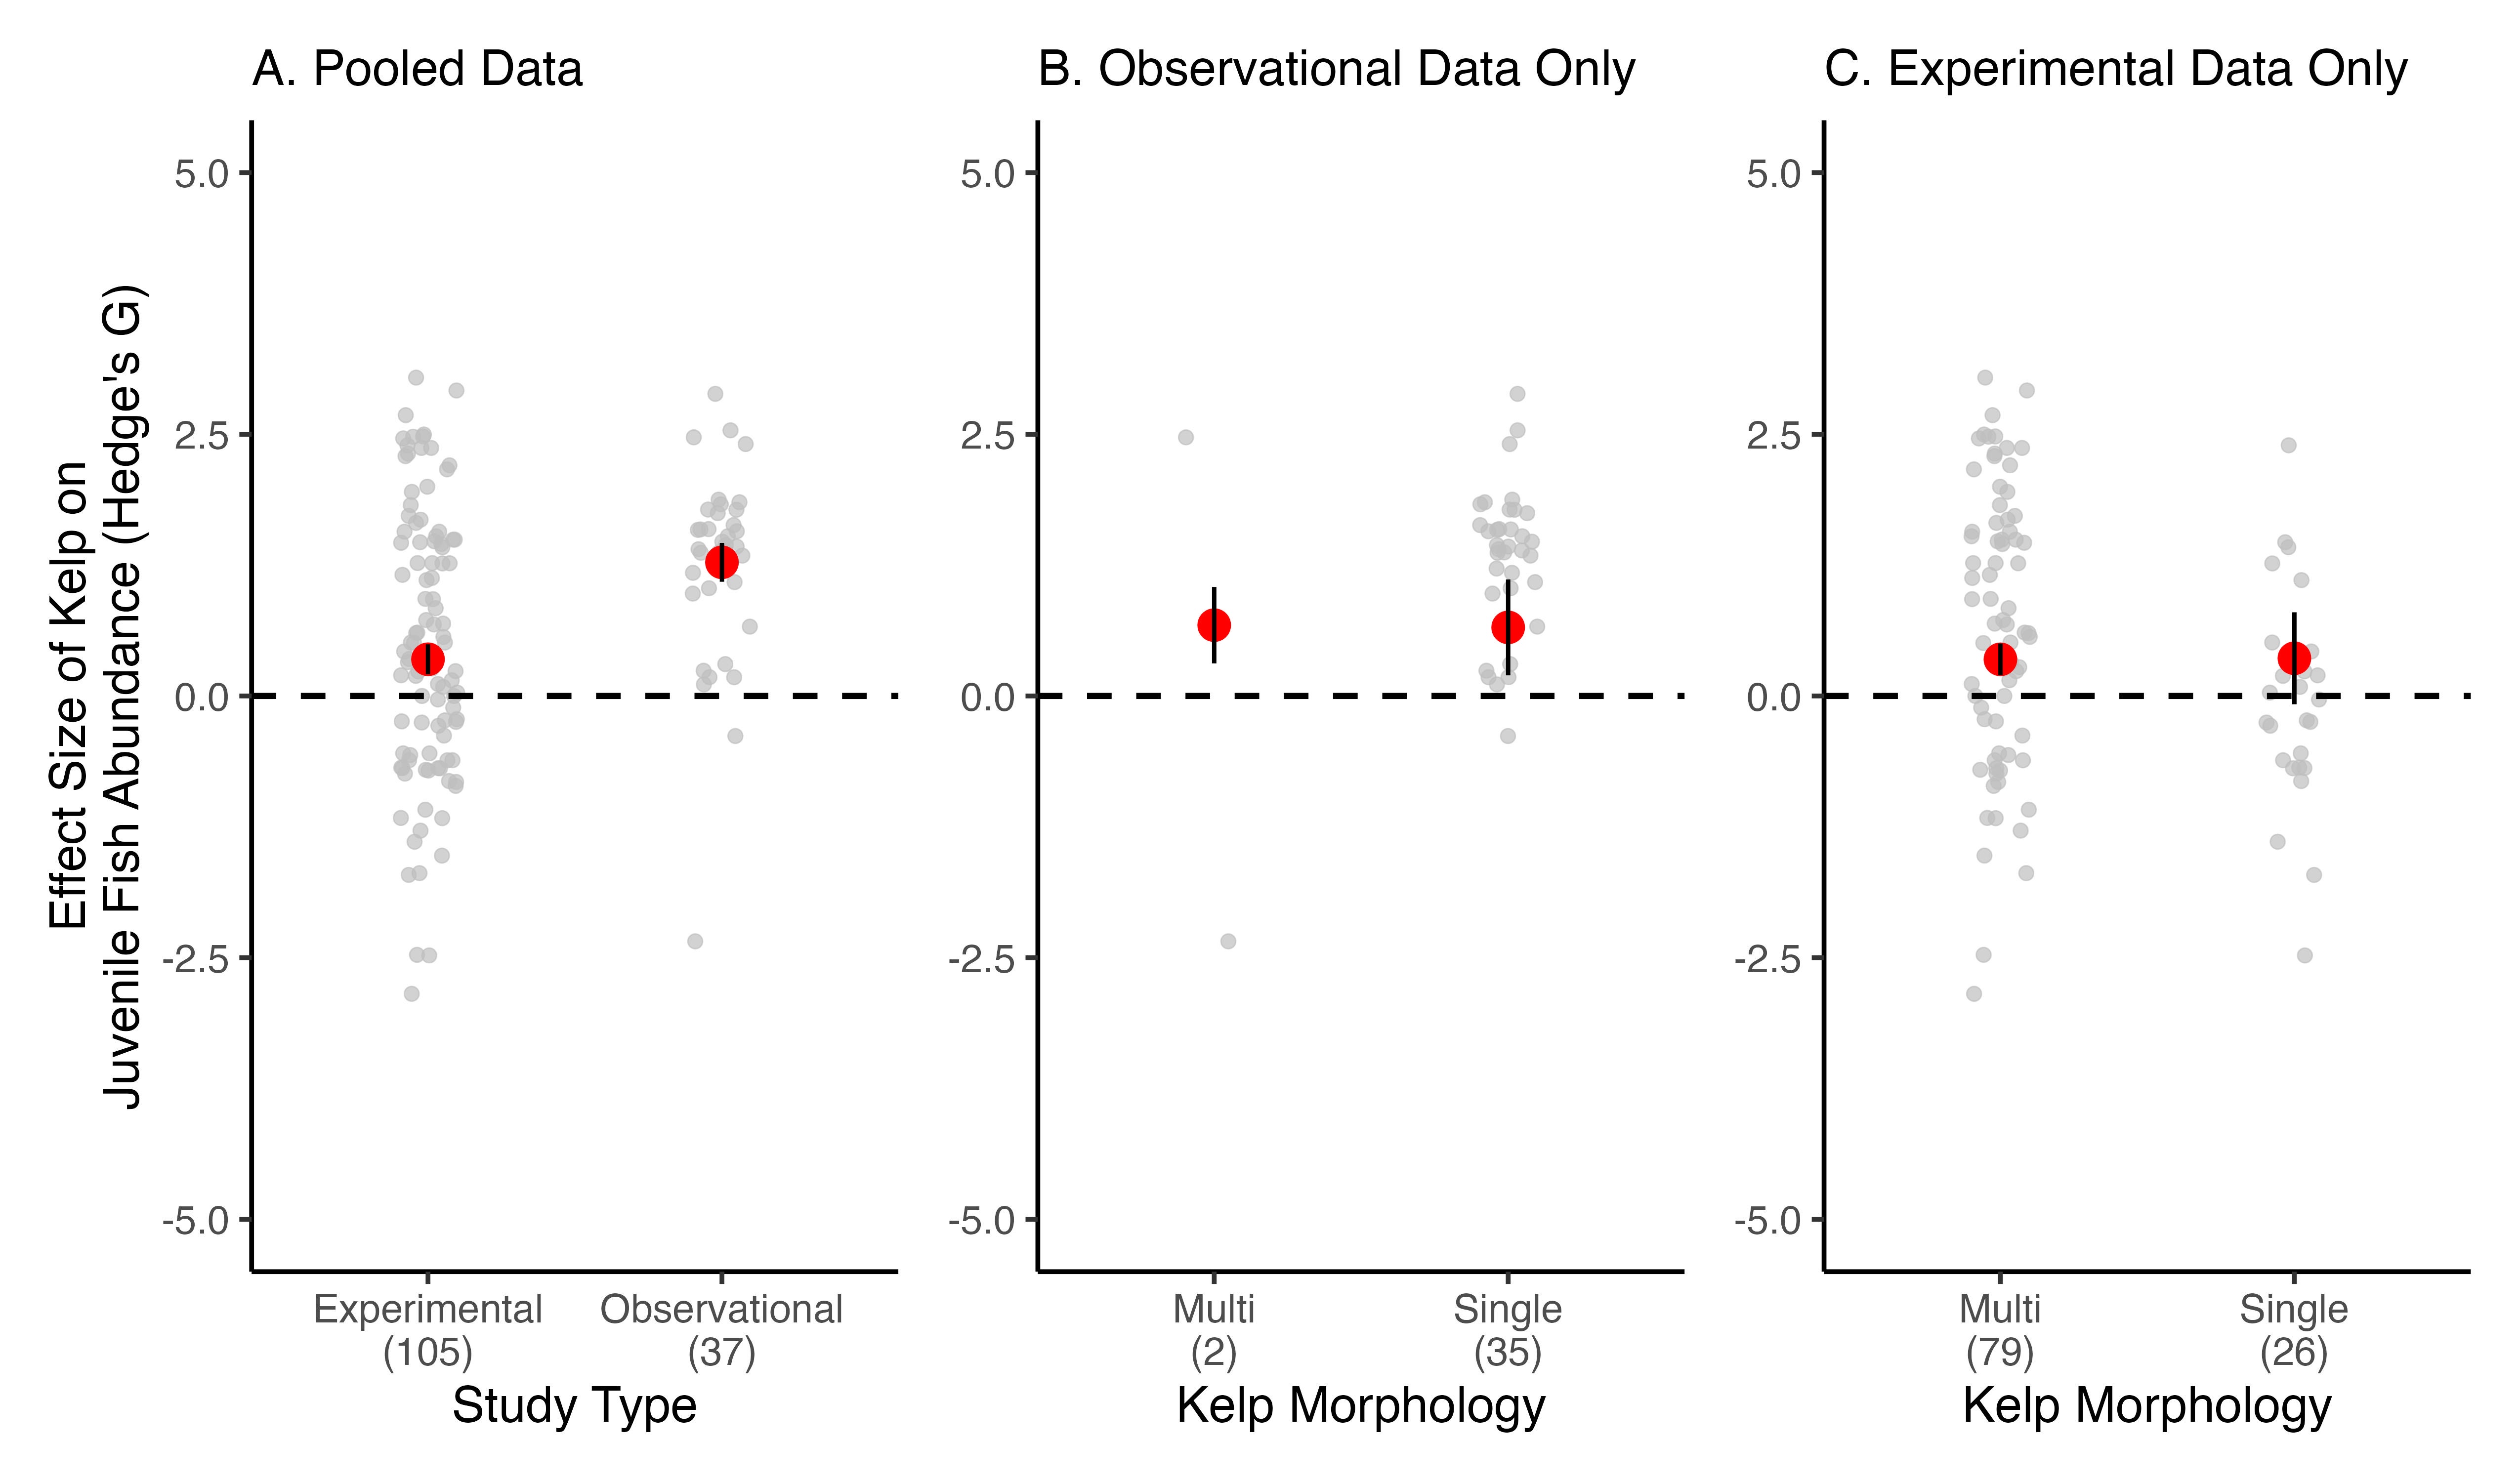 A. Pooled Data
B. Observational Data Only
C. Experimental Data Only
Effect Size of Kelp on
Juvenile Fish Abundance (Hedge's G)
5.0
2.5
0.0
-2.5
-5.0
Experimental
(105)
Observational
(37)
Study Type
5.0
2.5
0.0
-2.5
-5.0
Multi
(2)
Single
(35)
Kelp Morphology
5.0
2.5
0.0
-2.5
-5.0
Multi
(79)
Single
(26)
Kelp Morphology